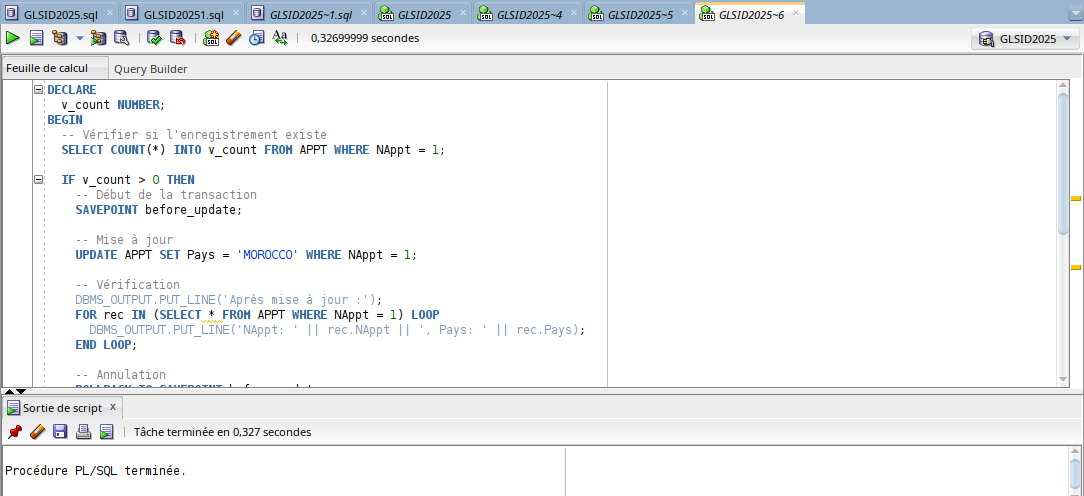 GLSID2025.sql GLSID20251.sql GLSID2025~1.sql GLSID2025 GLSID2025~4 GLSID2025~5 GLSID2025~6
0,32699999 secondes GLSID2025
Feuille de calcul Query Builder
DECLARE
v_count NUMBER;
BEGIN
-- Vérifier si l'enregistrement existe
SELECT COUNT(*) INTO v_count FROM APPT WHERE NAppt = 1;
IF v_count > 0 THEN
-- Début de la transaction
SAVEPOINT before_update;
-- Mise à jour
UPDATE APPT SET Pays = 'MOROCCO' WHERE NAppt = 1;
-- Vérification
DBMS_OUTPUT.PUT_LINE('Après mise à jour :');
FOR rec IN (SELECT * FROM APPT WHERE NAppt = 1) LOOP
DBMS_OUTPUT.PUT_LINE('NAppt: ' || rec.NAppt || ', Pays: ' || rec.Pays);
END LOOP;
-- Annulation
Sortie de script x
Tâche terminée en 0,327 secondes
Procédure PL/SQL terminée.